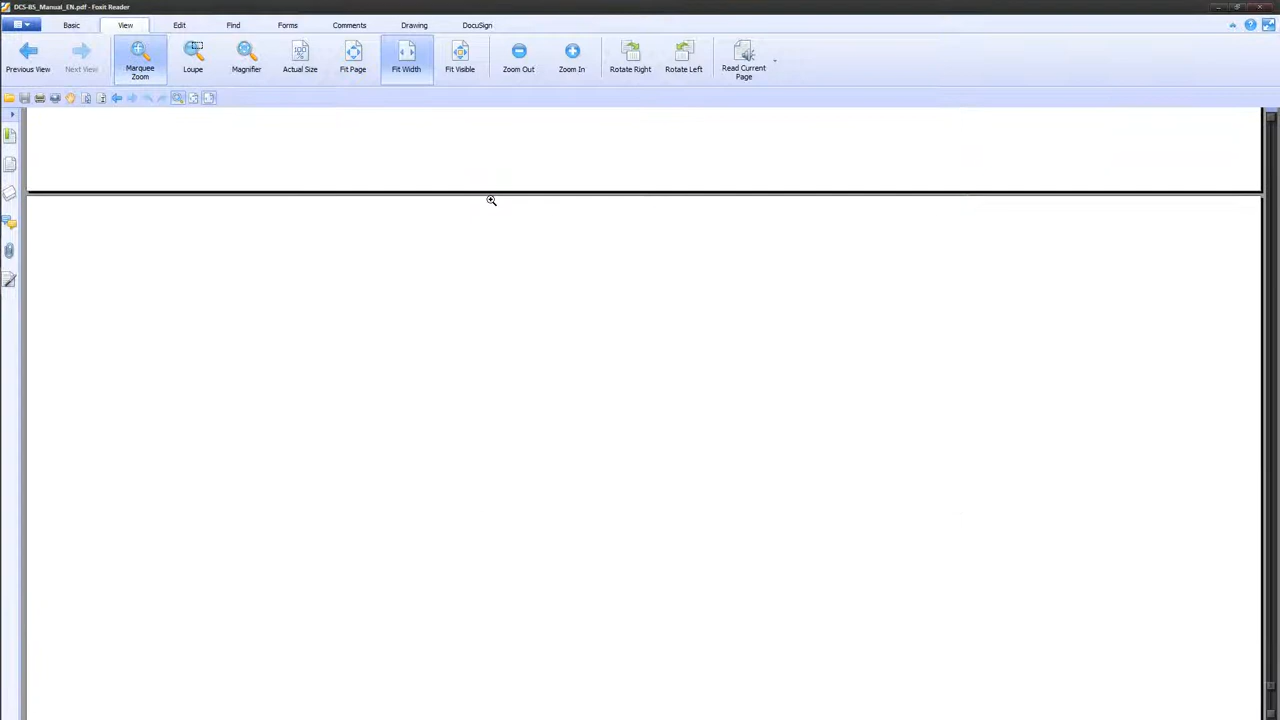 DCS-BS_Manual_EN.pdf - Foxit Reader
Basic View Edit Find Forms Comments Drawing DocuSign
Previous View Next View Marquee Zoom Loupe Magnifier Actual Size Fit Page Fit Width Fit Visible Zoom Out Zoom In Rotate Right Rotate Left Read Current Page